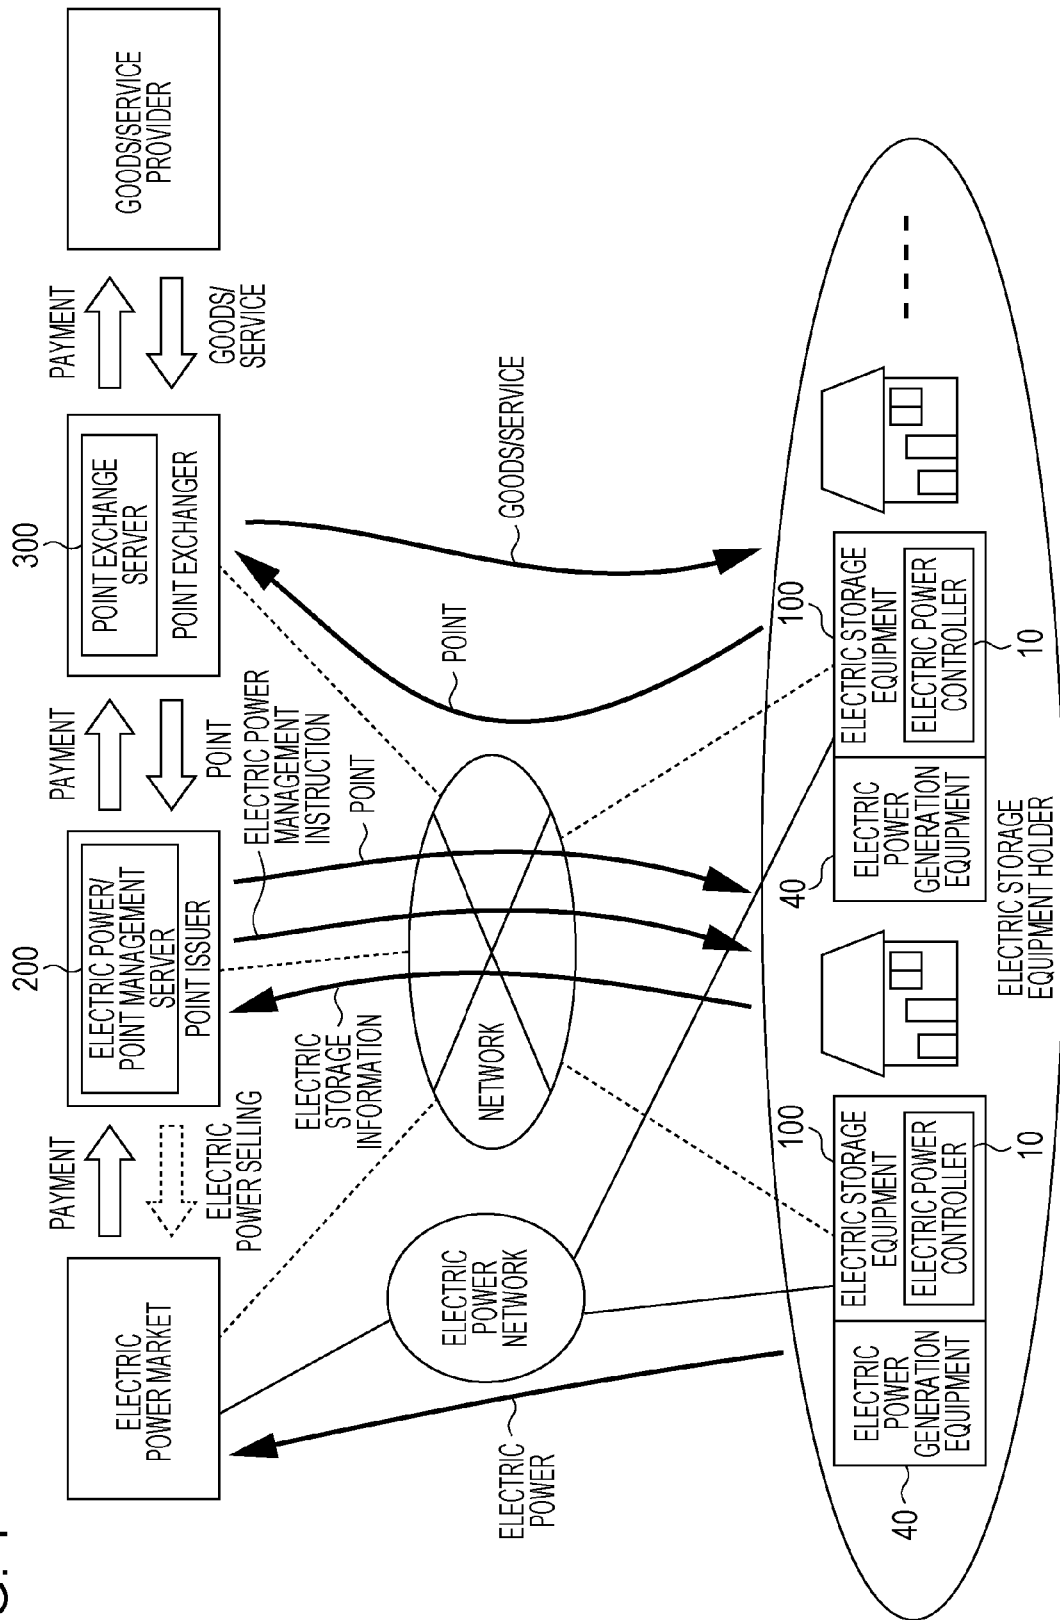 200
300
PAYMENT
PAYMENT
PAYMENT
ELECTRIC
POWER MARKET
ELECTRIC POWER/
POINT MANAGEMENT
SERVER
POINT ISSUER
POINT EXCHANGE
SERVER
POINT EXCHANGER
GOODS/SERVICE
PROVIDER
ELECTRIC
POWER SELLING
POINT
GOODS/
SERVICE
ELECTRIC POWER
MANAGEMENT
INSTRUCTION
ELECTRIC
STORAGE
INFORMATION
POINT
POINT
GOODS/SERVICE
ELECTRIC
POWER
NETWORK
NETWORK
ELECTRIC
POWER
100
40
100
ELECTRIC STORAGE
EQUIPMENT
ELECTRIC POWER
CONTROLLER
ELECTRIC
POWER
GENERATION
EQUIPMENT
40
10
ELECTRIC STORAGE
EQUIPMENT
ELECTRIC POWER
CONTROLLER
ELECTRIC
POWER
GENERATION
EQUIPMENT
10
ELECTRIC STORAGE
EQUIPMENT HOLDER